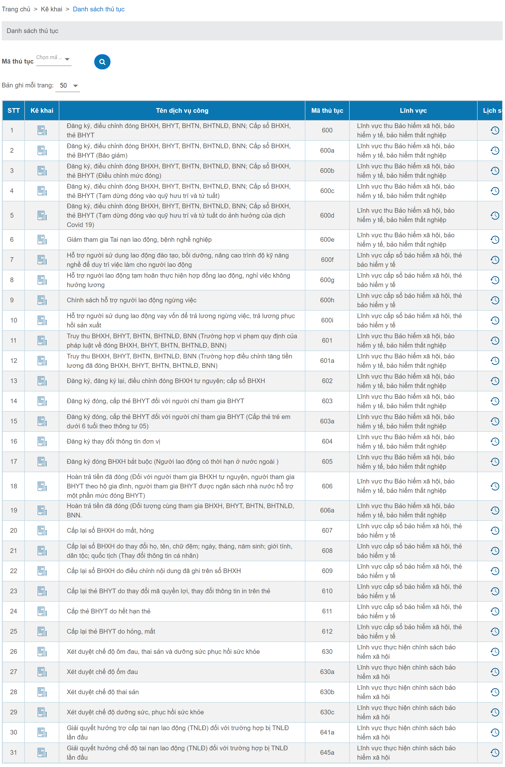 Trang chủ > Kê khai > Danh sách thủ tục
Danh sách thủ tục
Mã thủ tục Chọn mã ...
Bản ghi mỗi trang: 50
STT Kê khai Tên dịch vụ công Mã thủ tục Lĩnh vực Lịch s
1 Đăng ký, điều chỉnh đóng BHXH, BHYT, BHTN, BHTNLĐ, BNN; Cấp sổ BHXH, 600 Lĩnh vực thu Bảo hiểm xã hội, bảo
thẻ BHYT hiểm y tế, bảo hiểm thất nghiệp
2 Đăng ký, điều chỉnh đóng BHXH, BHYT, BHTN, BHTNLĐ, BNN; Cấp sổ BHXH, 600a Lĩnh vực thu Bảo hiểm xã hội, bảo
thẻ BHYT (Báo giảm) hiểm y tế, bảo hiểm thất nghiệp
3 Đăng ký, điều chỉnh đóng BHXH, BHYT, BHTN, BHTNLĐ, BNN; Cấp sổ BHXH, 600b Lĩnh vực thu Bảo hiểm xã hội, bảo
thẻ BHYT (Điều chỉnh mức đóng) hiểm y tế, bảo hiểm thất nghiệp
4 Đăng ký, điều chỉnh đóng BHXH, BHYT, BHTN, BHTNLĐ, BNN; Cấp sổ BHXH, 600c Lĩnh vực thu Bảo hiểm xã hội, bảo
thẻ BHYT (Tạm dừng đóng vào quỹ hưu trí và tử tuất) hiểm y tế, bảo hiểm thất nghiệp
5 Đăng ký, điều chỉnh đóng BHXH, BHYT, BHTN, BHTNLĐ, BNN; Cấp sổ BHXH, 600d Lĩnh vực thu Bảo hiểm xã hội, bảo
thẻ BHYT (Tạm dừng đóng vào quỹ hưu trí và tử tuất do ảnh hưởng của dịch hiểm y tế, bảo hiểm thất nghiệp
Covid 19)
6 Giảm tham gia Tai nạn lao động, bệnh nghề nghiệp 600e Lĩnh vực thu Bảo hiểm xã hội, bảo
hiểm y tế, bảo hiểm thất nghiệp
7 Hỗ trợ người sử dụng lao động đào tạo, bồi dưỡng, nâng cao trình độ kỹ năng 600f Lĩnh vực cấp sổ bảo hiểm xã hội, thẻ
nghề để duy trì việc làm cho người lao động bảo hiểm y tế
8 Hỗ trợ người lao động tạm hoãn thực hiện hợp đồng lao động, nghỉ việc không 600g Lĩnh vực cấp sổ bảo hiểm xã hội, thẻ
hưởng lương bảo hiểm y tế
9 Chính sách hỗ trợ người lao động ngừng việc 600h Lĩnh vực cấp sổ bảo hiểm xã hội, thẻ
bảo hiểm y tế
10 Hỗ trợ người sử dụng lao động vay vốn để trả lương ngừng việc, trả lương phục 600i Lĩnh vực cấp sổ bảo hiểm xã hội, thẻ
hồi sản xuất bảo hiểm y tế
11 Truy thu BHXH, BHYT, BHTN, BHTNLĐ, BNN (Trường hợp vi phạm quy định của 601 Lĩnh vực thu Bảo hiểm xã hội, bảo
pháp luật về đóng BHXH, BHYT, BHTN, BHTNLĐ, BNN) hiểm y tế, bảo hiểm thất nghiệp
12 Truy thu BHXH, BHYT, BHTN, BHTNLĐ, BNN (Trường hợp điều chỉnh tăng tiền 601a Lĩnh vực thu Bảo hiểm xã hội, bảo
lương đã đóng BHXH, BHYT, BHTN, BHTNLĐ, BNN) hiểm y tế, bảo hiểm thất nghiệp
13 Đăng ký, đăng ký lại, điều chỉnh đóng BHXH tự nguyện; cấp sổ BHXH 602 Lĩnh vực thu Bảo hiểm xã hội, bảo
hiểm y tế, bảo hiểm thất nghiệp
14 Đăng ký đóng, cấp thẻ BHYT đối với người chỉ tham gia BHYT 603 Lĩnh vực thu Bảo hiểm xã hội, bảo
hiểm y tế, bảo hiểm thất nghiệp
15 Đăng ký đóng, cấp thẻ BHYT đối với người chỉ tham gia BHYT (Cấp thẻ trẻ em 603a Lĩnh vực thu Bảo hiểm xã hội, bảo
dưới 6 tuổi theo thông tư 05) hiểm y tế, bảo hiểm thất nghiệp
16 Đăng ký thay đổi thông tin đơn vị 604 Lĩnh vực thu Bảo hiểm xã hội, bảo
hiểm y tế, bảo hiểm thất nghiệp
17 Đăng ký đóng BHXH bắt buộc (Người lao động có thời hạn ở nước ngoài ) 605 Lĩnh vực thu Bảo hiểm xã hội, bảo
hiểm y tế, bảo hiểm thất nghiệp
18 Hoàn trả tiền đã đóng (Đối với người tham gia BHXH tự nguyện, người tham gia 606 Lĩnh vực thu Bảo hiểm xã hội, bảo
BHYT theo hộ gia đình, người tham gia BHYT được ngân sách nhà nước hỗ trợ hiểm y tế, bảo hiểm thất nghiệp
một phần mức đóng BHYT)
19 Hoàn trả tiền đã đóng (Đối tượng cùng tham gia BHXH, BHYT, BHTN, BHTNLĐ, 606a Lĩnh vực thu Bảo hiểm xã hội, bảo
BNN. hiểm y tế, bảo hiểm thất nghiệp
20 Cấp lại sổ BHXH do mất, hỏng 607 Lĩnh vực cấp sổ bảo hiểm xã hội, thẻ
bảo hiểm y tế
21 Cấp lại sổ BHXH do thay đổi họ, tên, chữ đệm; ngày, tháng, năm sinh; giới tính, 608 Lĩnh vực cấp sổ bảo hiểm xã hội, thẻ
dân tộc; quốc tịch (Thay đổi thông tin cá nhân) bảo hiểm y tế
22 Cấp lại sổ BHXH do điều chỉnh nội dung đã ghi trên sổ BHXH 609 Lĩnh vực cấp sổ bảo hiểm xã hội, thẻ
bảo hiểm y tế
23 Cấp lại thẻ BHYT do thay đổi mã quyền lợi, thay đổi thông tin in trên thẻ 610 Lĩnh vực cấp sổ bảo hiểm xã hội, thẻ
bảo hiểm y tế
24 Cấp thẻ BHYT do hết hạn thẻ 611 Lĩnh vực cấp sổ bảo hiểm xã hội, thẻ
bảo hiểm y tế
25 Cấp lại thẻ BHYT do hỏng, mất 612 Lĩnh vực cấp sổ bảo hiểm xã hội, thẻ
bảo hiểm y tế
26 Xét duyệt chế độ ốm đau, thai sản và dưỡng sức phục hồi sức khỏe 630 Lĩnh vực thực hiện chính sách bảo
hiểm xã hội
27 Xét duyệt chế độ ốm đau 630a Lĩnh vực thực hiện chính sách bảo
hiểm xã hội
28 Xét duyệt chế độ thai sản 630b Lĩnh vực thực hiện chính sách bảo
hiểm xã hội
29 Xét duyệt chế độ dưỡng sức, phục hồi sức khỏe 630c Lĩnh vực thực hiện chính sách bảo
hiểm xã hội
30 Giải quyết hưởng trợ cấp tai nạn lao động (TNLĐ) đối với trường hợp bị TNLĐ 641a Lĩnh vực thực hiện chính sách bảo
lần đầu hiểm xã hội
31 Giải quyết hưởng chế độ tai nạn lao động (TNLĐ) đối với trường hợp bị TNLĐ 645a Lĩnh vực thực hiện chính sách bảo
lần đầu hiểm xã hội